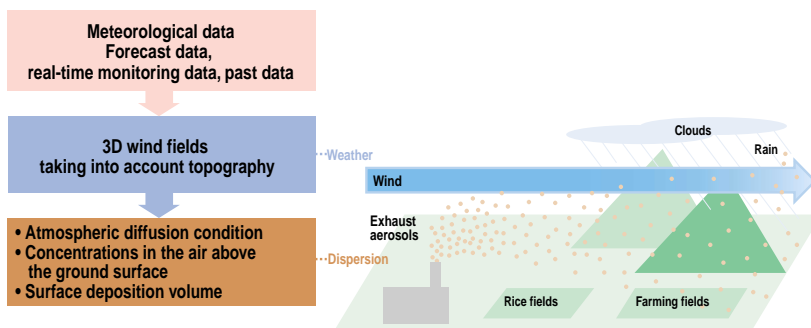 Meteorological data
Forecast data,
real-time monitoring data, past data
3D wind fields
taking into account topography
Weather
• Atmospheric diffusion condition
• Concentrations in the air above
the ground surface
• Surface deposition volume
Dispersion
Clouds
Rain
Wind
Exhaust
aerosols
Rice fields
Farming fields